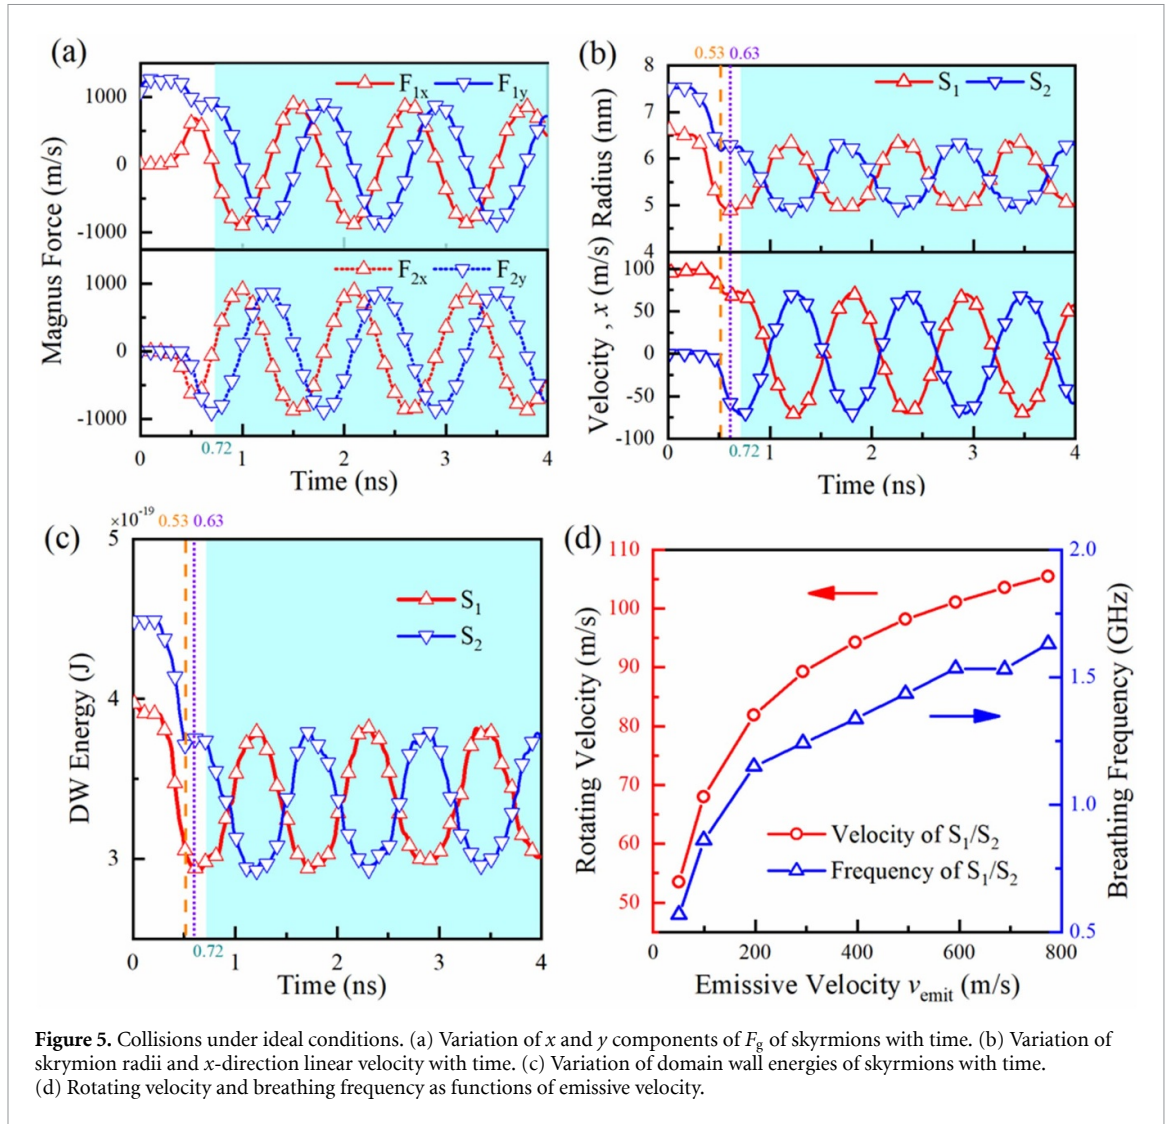 (a)
F1x F1y
1000
0
-1000
F2x F2y
1000
0
-1000
Magnus Force (m/s)
0 0.72 1 2 3 4
Time (ns)
(b)
0.53 0.63
S1 S2
8
7
6
5
4
100
50
0
-50
-100
Velocity , x (m/s) Radius (nm)
0 0.72 1 2 3 4
Time (ns)
(c)
×10-19 0.53 0.63
5
4
3
S1
S2
DW Energy (J)
0 0.72 1 2 3 4
Time (ns)
(d)
110
100
90
80
70
60
50
Rotating Velocity (m/s)
2.0
1.5
1.0
0.5
Breathing Frequency (GHz)
Velocity of S1/S2
Frequency of S1/S2
0 200 400 600 800
Emissive Velocity vemit (m/s)
Figure 5. Collisions under ideal conditions. (a) Variation of x and y components of Fg of skyrmions with time. (b) Variation of
skrymion radii and x-direction linear velocity with time. (c) Variation of domain wall energies of skyrmions with time.
(d) Rotating velocity and breathing frequency as functions of emissive velocity.